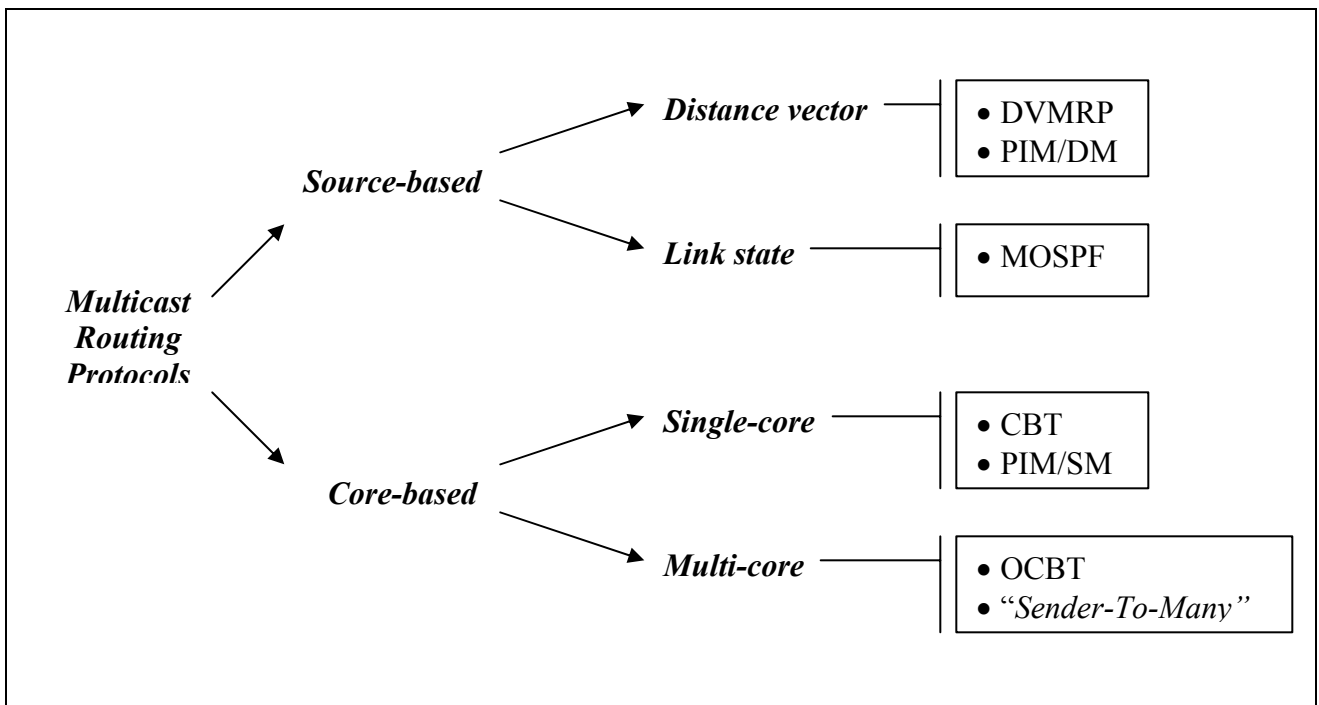 Multicast
Routing
Protocols
Source-based
Distance vector
• DVMRP
• PIM/DM
Link state
• MOSPF
Core-based
Single-core
• CBT
• PIM/SM
Multi-core
• OCBT
• “Sender-To-Many”